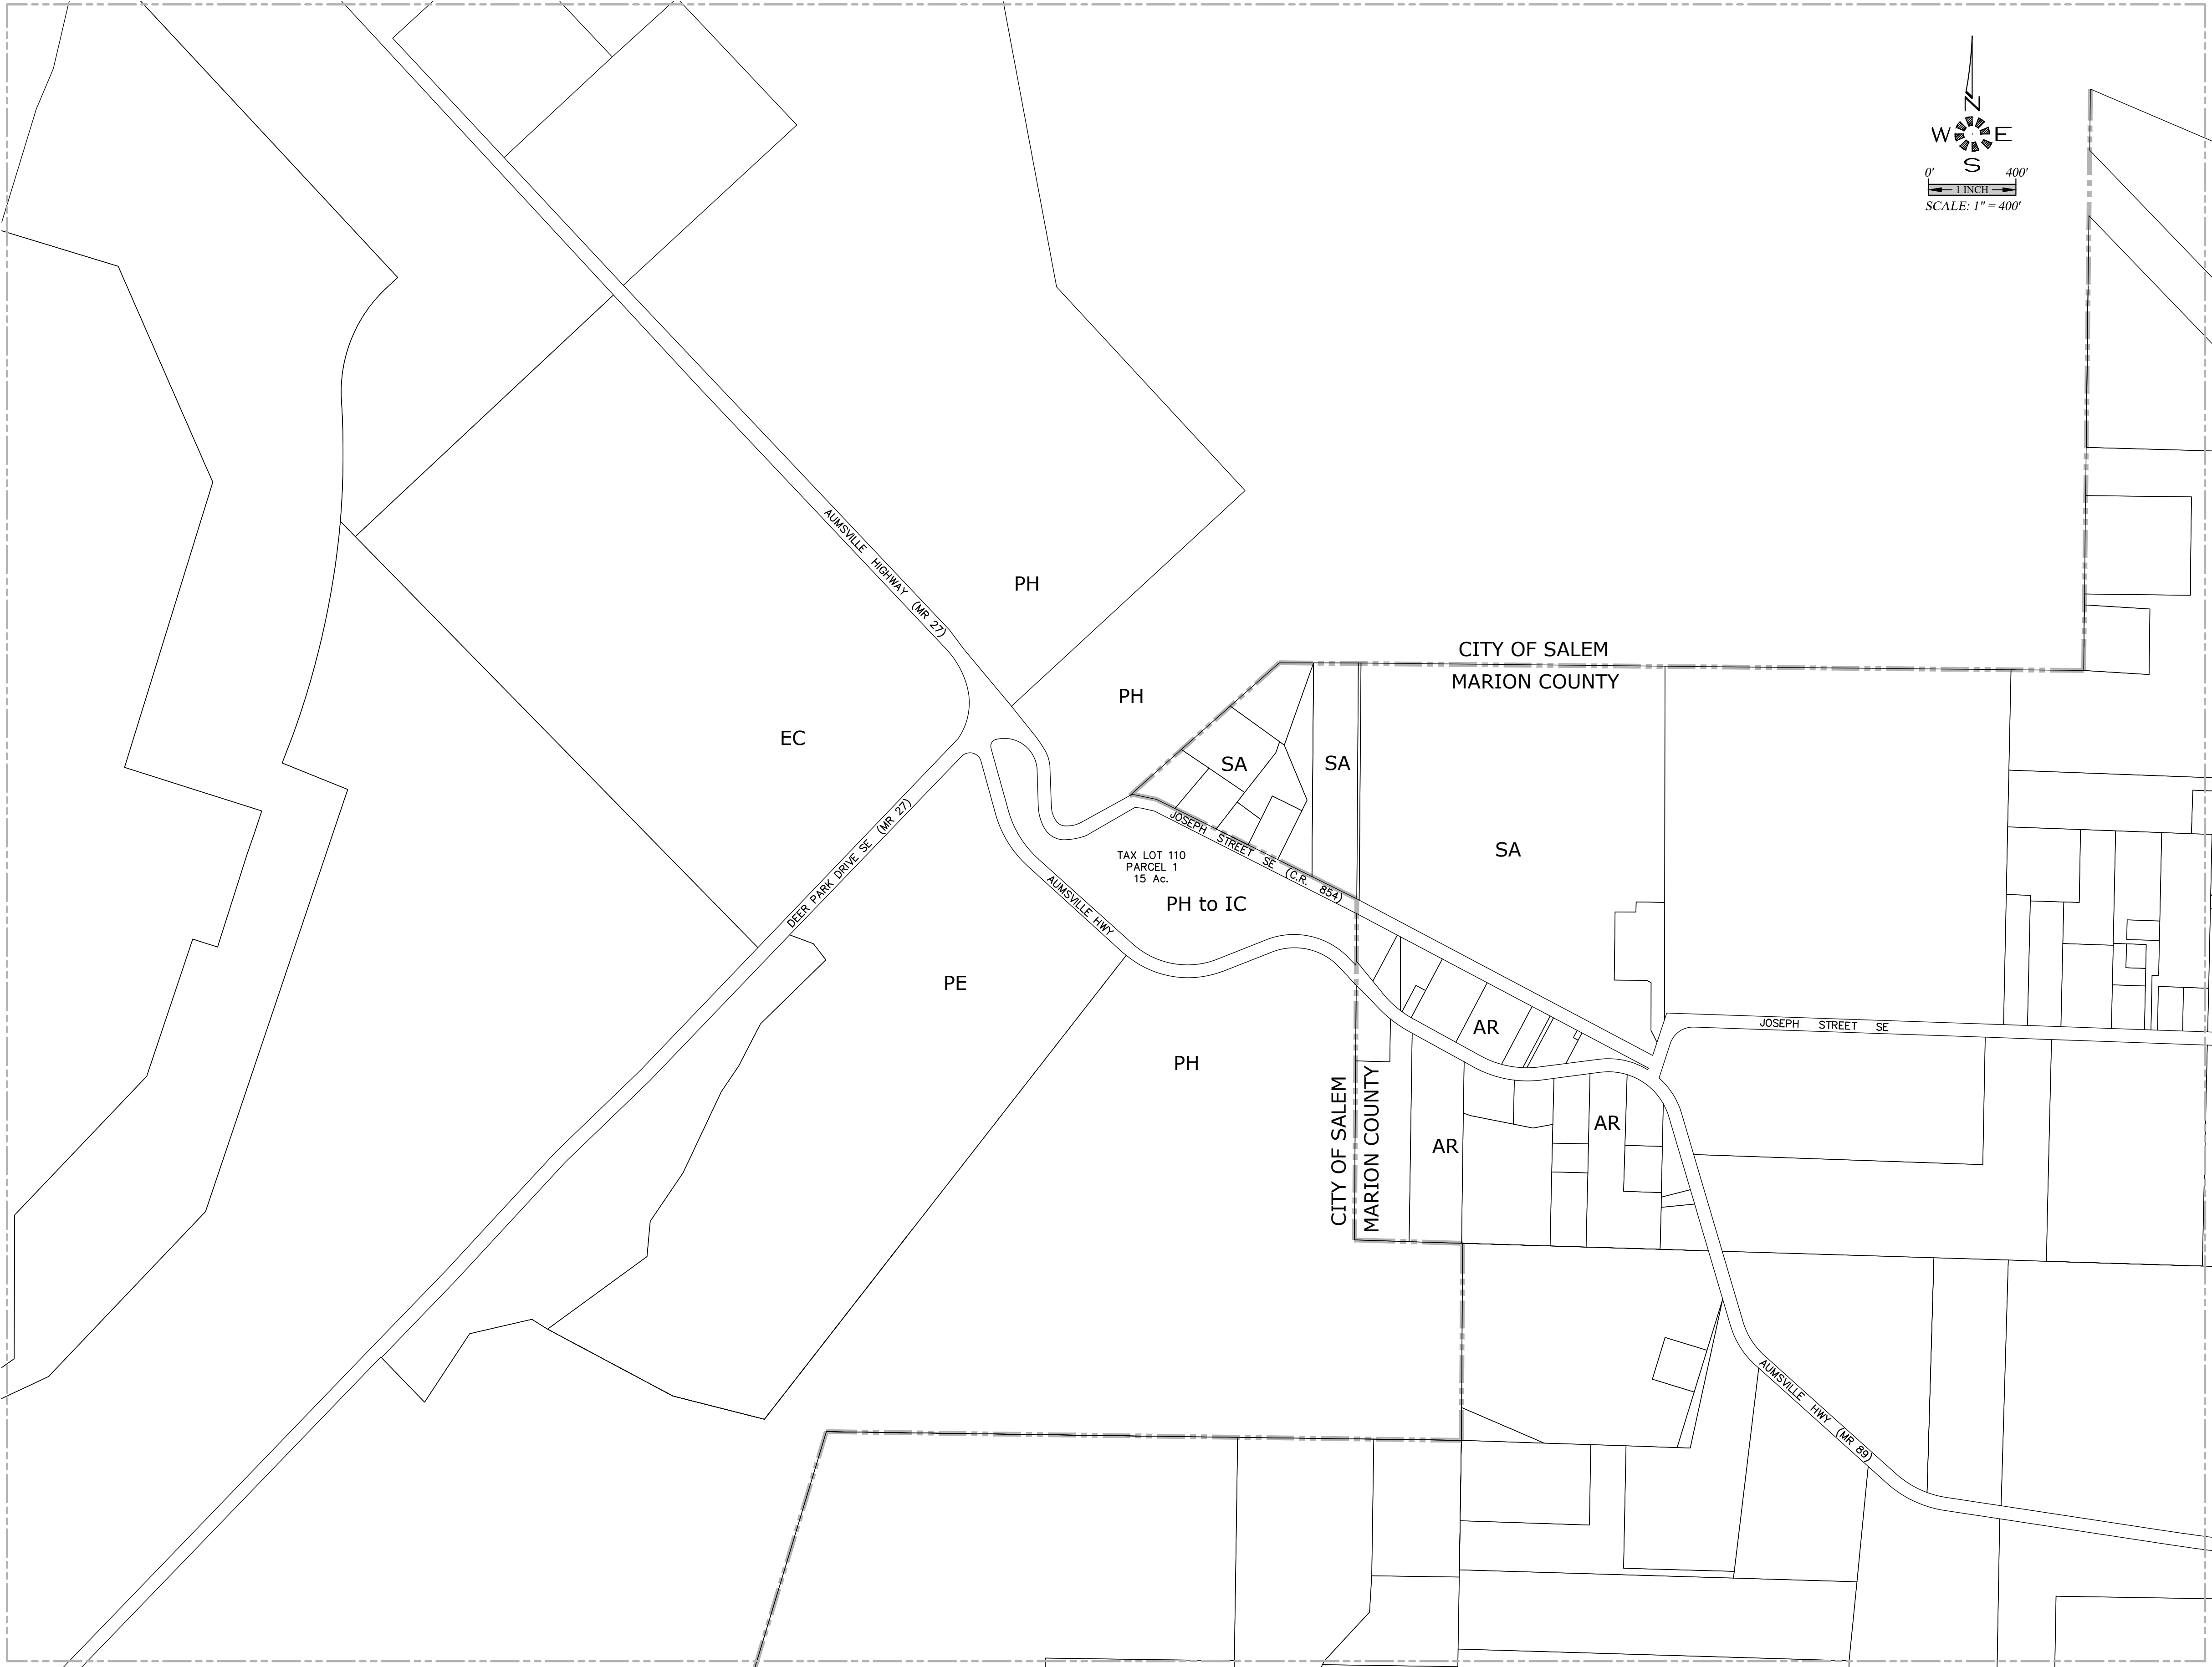 N
W E
S
0' 400'
1 INCH
SCALE: 1" = 400'
AUMSVILLE HIGHWAY (MR 27)
PH
CITY OF SALEM
MARION COUNTY
PH
EC
SA
SA
SA
DEER PARK DRIVE SE (MR 27)
JOSEPH STREET SE (C.R. 854)
TAX LOT 110
PARCEL 1
15 Ac.
PH to IC
AUMSVILLE HWY
PE
PH
AR
JOSEPH STREET SE
CITY OF SALEM
MARION COUNTY
AR
AR
AUMSVILLE HWY (MR 89)